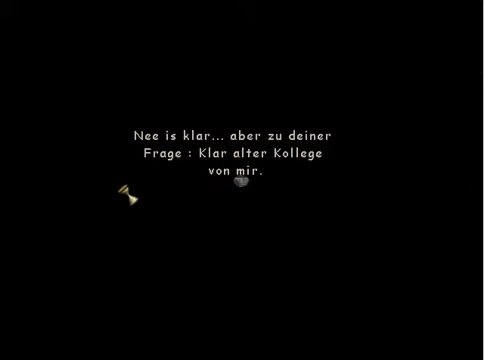 Nee is klar... aber zu deiner
Frage : Klar alter Kollege
von mir.